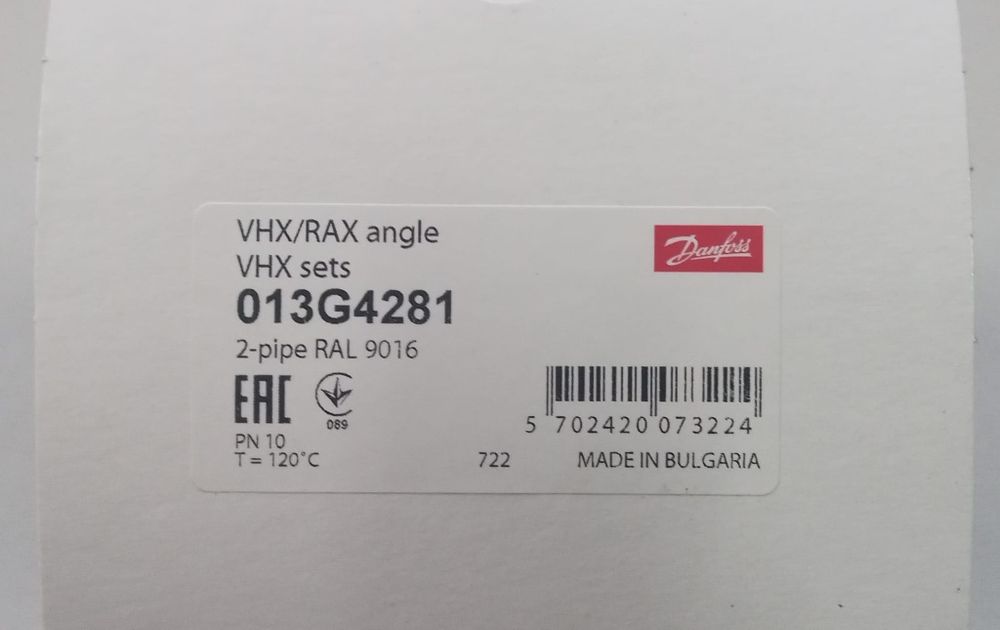 VHX/RAX angle
VHX sets
Danfoss
013G4281
2-pipe RAL 9016
EAC
089
PN 10
T = 120°C
5 702420 073224
722
MADE IN BULGARIA